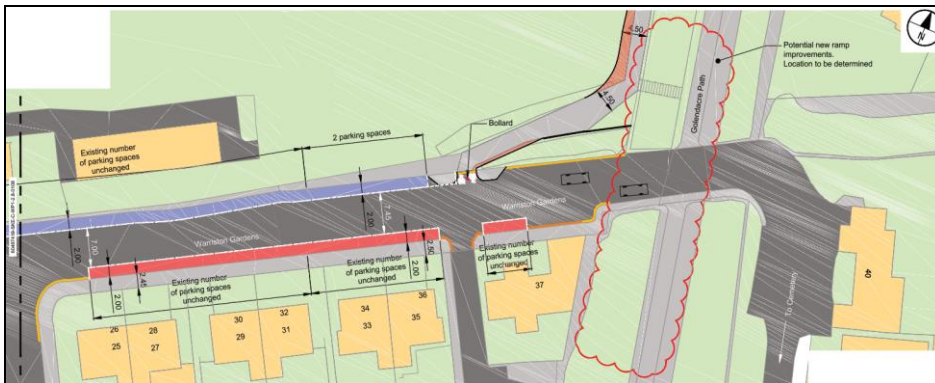 4.50
N
Potential new ramp
improvements.
Location to be determined
Goldenacre Path
4.50
Bollard
2 parking spaces
Existing number
of parking spaces
unchanged
2.00
7.45
Warriston Gardens
7.00
2.00
Warriston Gardens
2.50
Existing number
of parking spaces
unchanged
2.00
Existing number
of parking spaces
unchanged
2.45
2.00
Existing number
of parking spaces
unchanged
37
40
To Cemetery
26
28
25
27
30
32
29
31
34
36
33
35